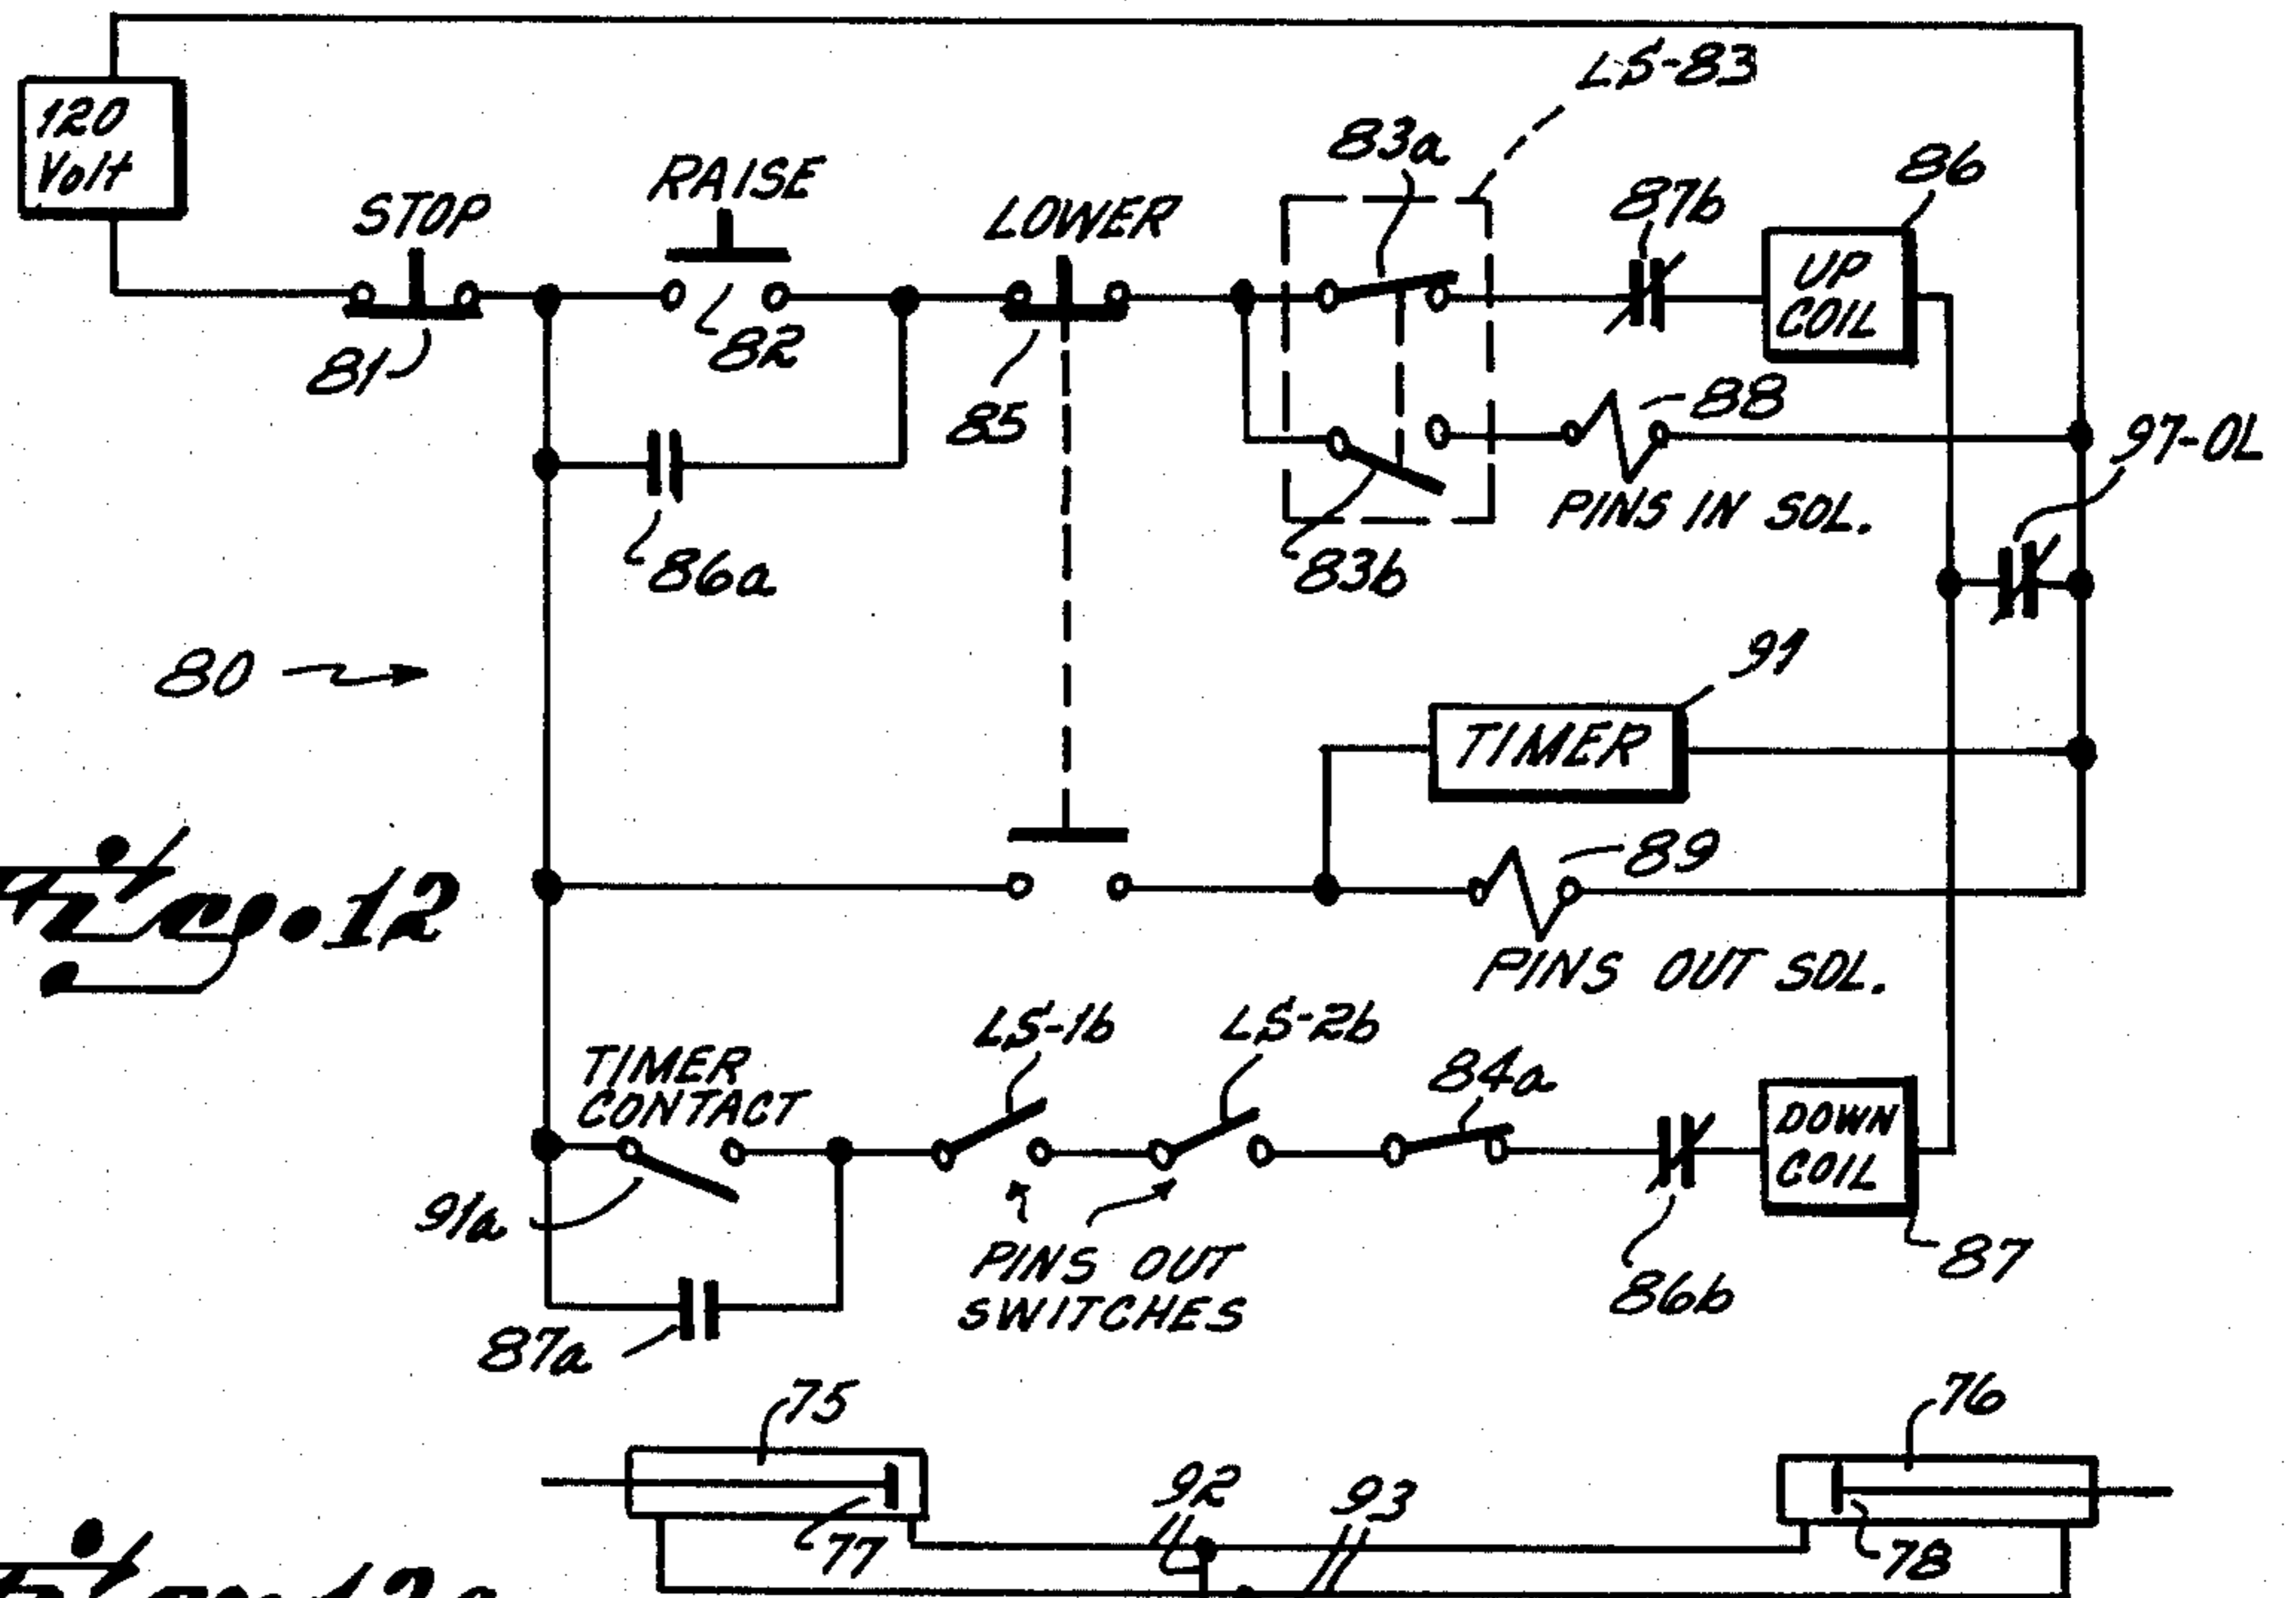 LS-83
120
Volt
83a
86
RAISE
87b
STOP
LOWER
UP
COIL
82
81
88
85
97-OL
PINS IN SOL.
86a
83b
91
80
TIMER
89
Fig. 12
PINS OUT SOL.
LS-1b
LS-2b
84a
TIMER
CONTACT
DOWN
COIL
91a
PINS OUT
SWITCHES
87
86b
87a
75
76
92
93
77
78